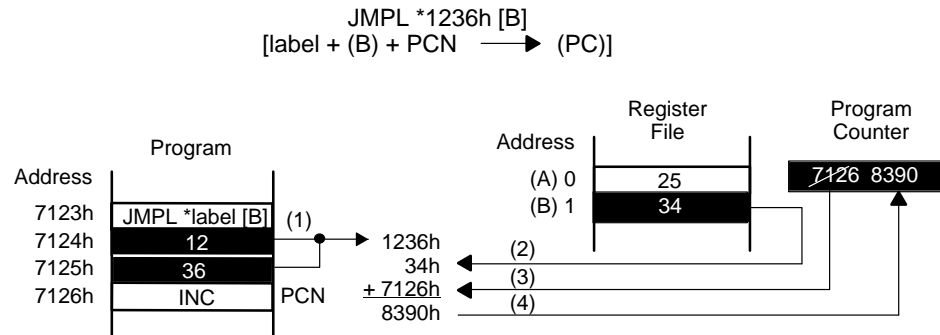 JMPL *1236h [B]
[label + (B) + PCN (PC)]
Register File
Program Counter
Program
Address
Address
(A) 0 25
7126 8390
(B) 1 34
7123h JMPL *label [B] (1)
7124h 12 1236h (2)
7125h 36 34h (3)
7126h INC PCN + 7126h (4)
8390h